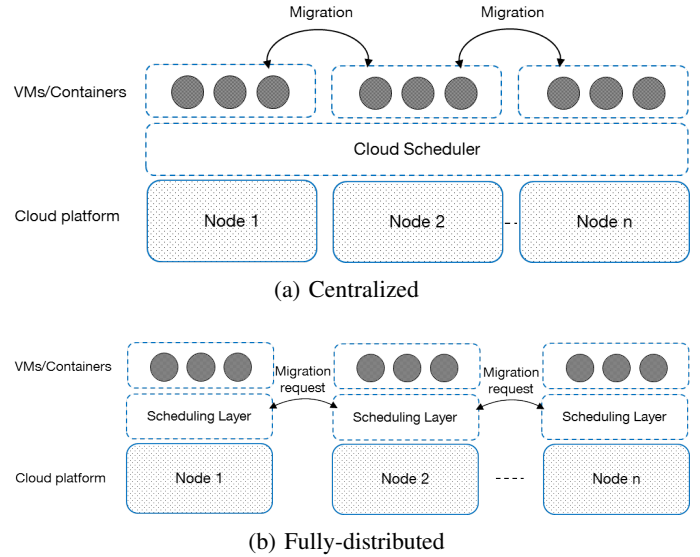 Migration Migration
VMs/Containers
Cloud Scheduler
Cloud platform Node 1 Node 2 Node n
(a) Centralized
VMs/Containers
Migration request Migration request
Scheduling Layer Scheduling Layer Scheduling Layer
Cloud platform Node 1 Node 2 Node n
(b) Fully-distributed